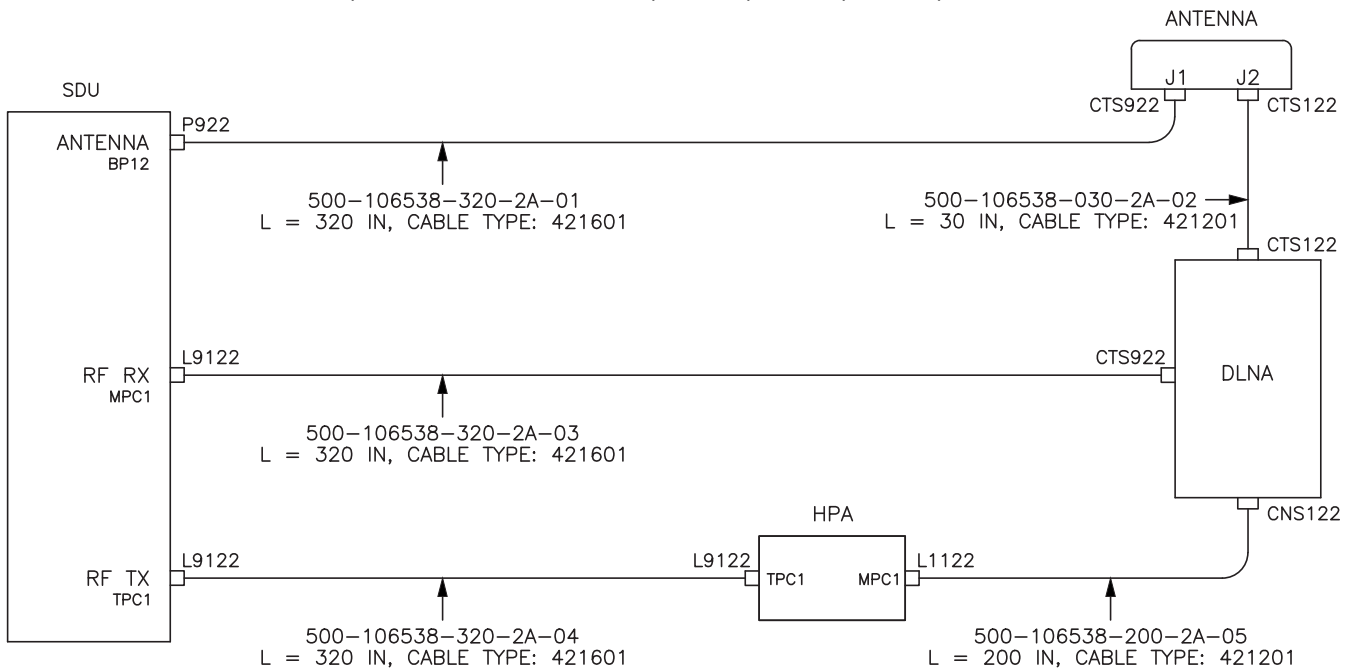 ANTENNA
J1 J2
CTS922 CTS122
SDU
P922
ANTENNA
BP12
500-106538-320-2A-01
L = 320 IN, CABLE TYPE: 421601
500-106538-030-2A-02
L = 30 IN, CABLE TYPE: 421201
CTS122
L9122
CTS922
RF RX
MPC1
DLNA
500-106538-320-2A-03
L = 320 IN, CABLE TYPE: 421601
HPA
CNS122
L9122
L9122
L1122
RF TX
TPC1
TPC1 MPC1
500-106538-320-2A-04
L = 320 IN, CABLE TYPE: 421601
500-106538-200-2A-05
L = 200 IN, CABLE TYPE: 421201